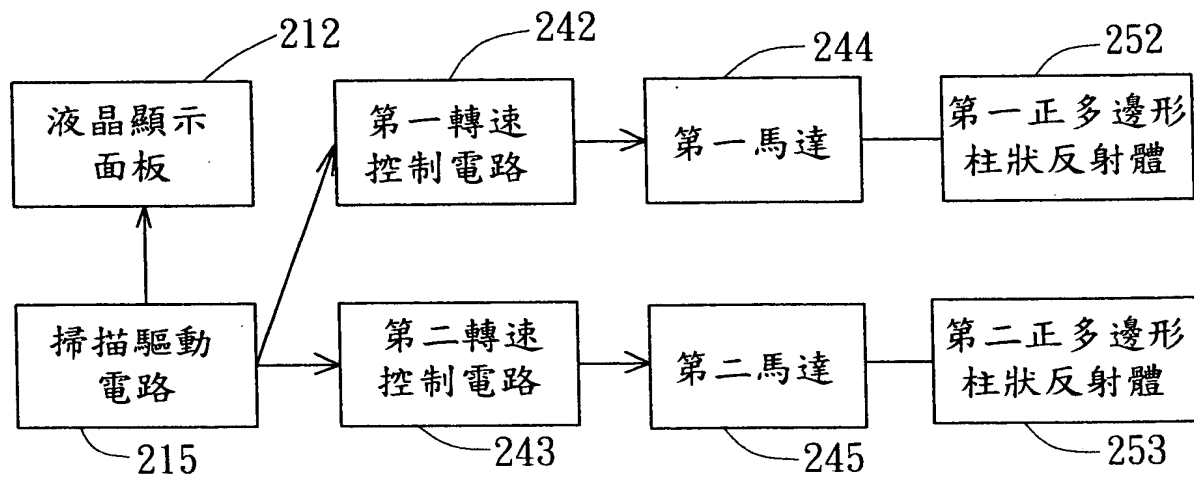 212
242
244
252
液晶顯示
面板
第一轉速
控制電路
第一馬達
第一正多邊形
柱狀反射體
掃描驅動
電路
第二轉速
控制電路
第二馬達
第二正多邊形
柱狀反射體
215
243
245
253